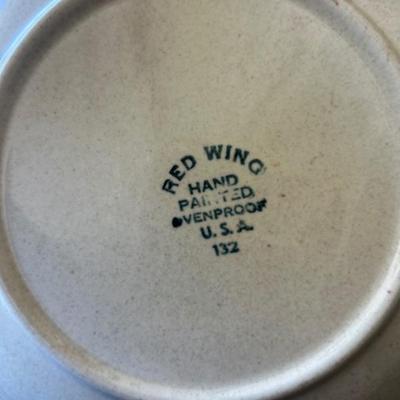 RED WING
HAND
PAINTED
OVENPROOF
U.S.A.
132